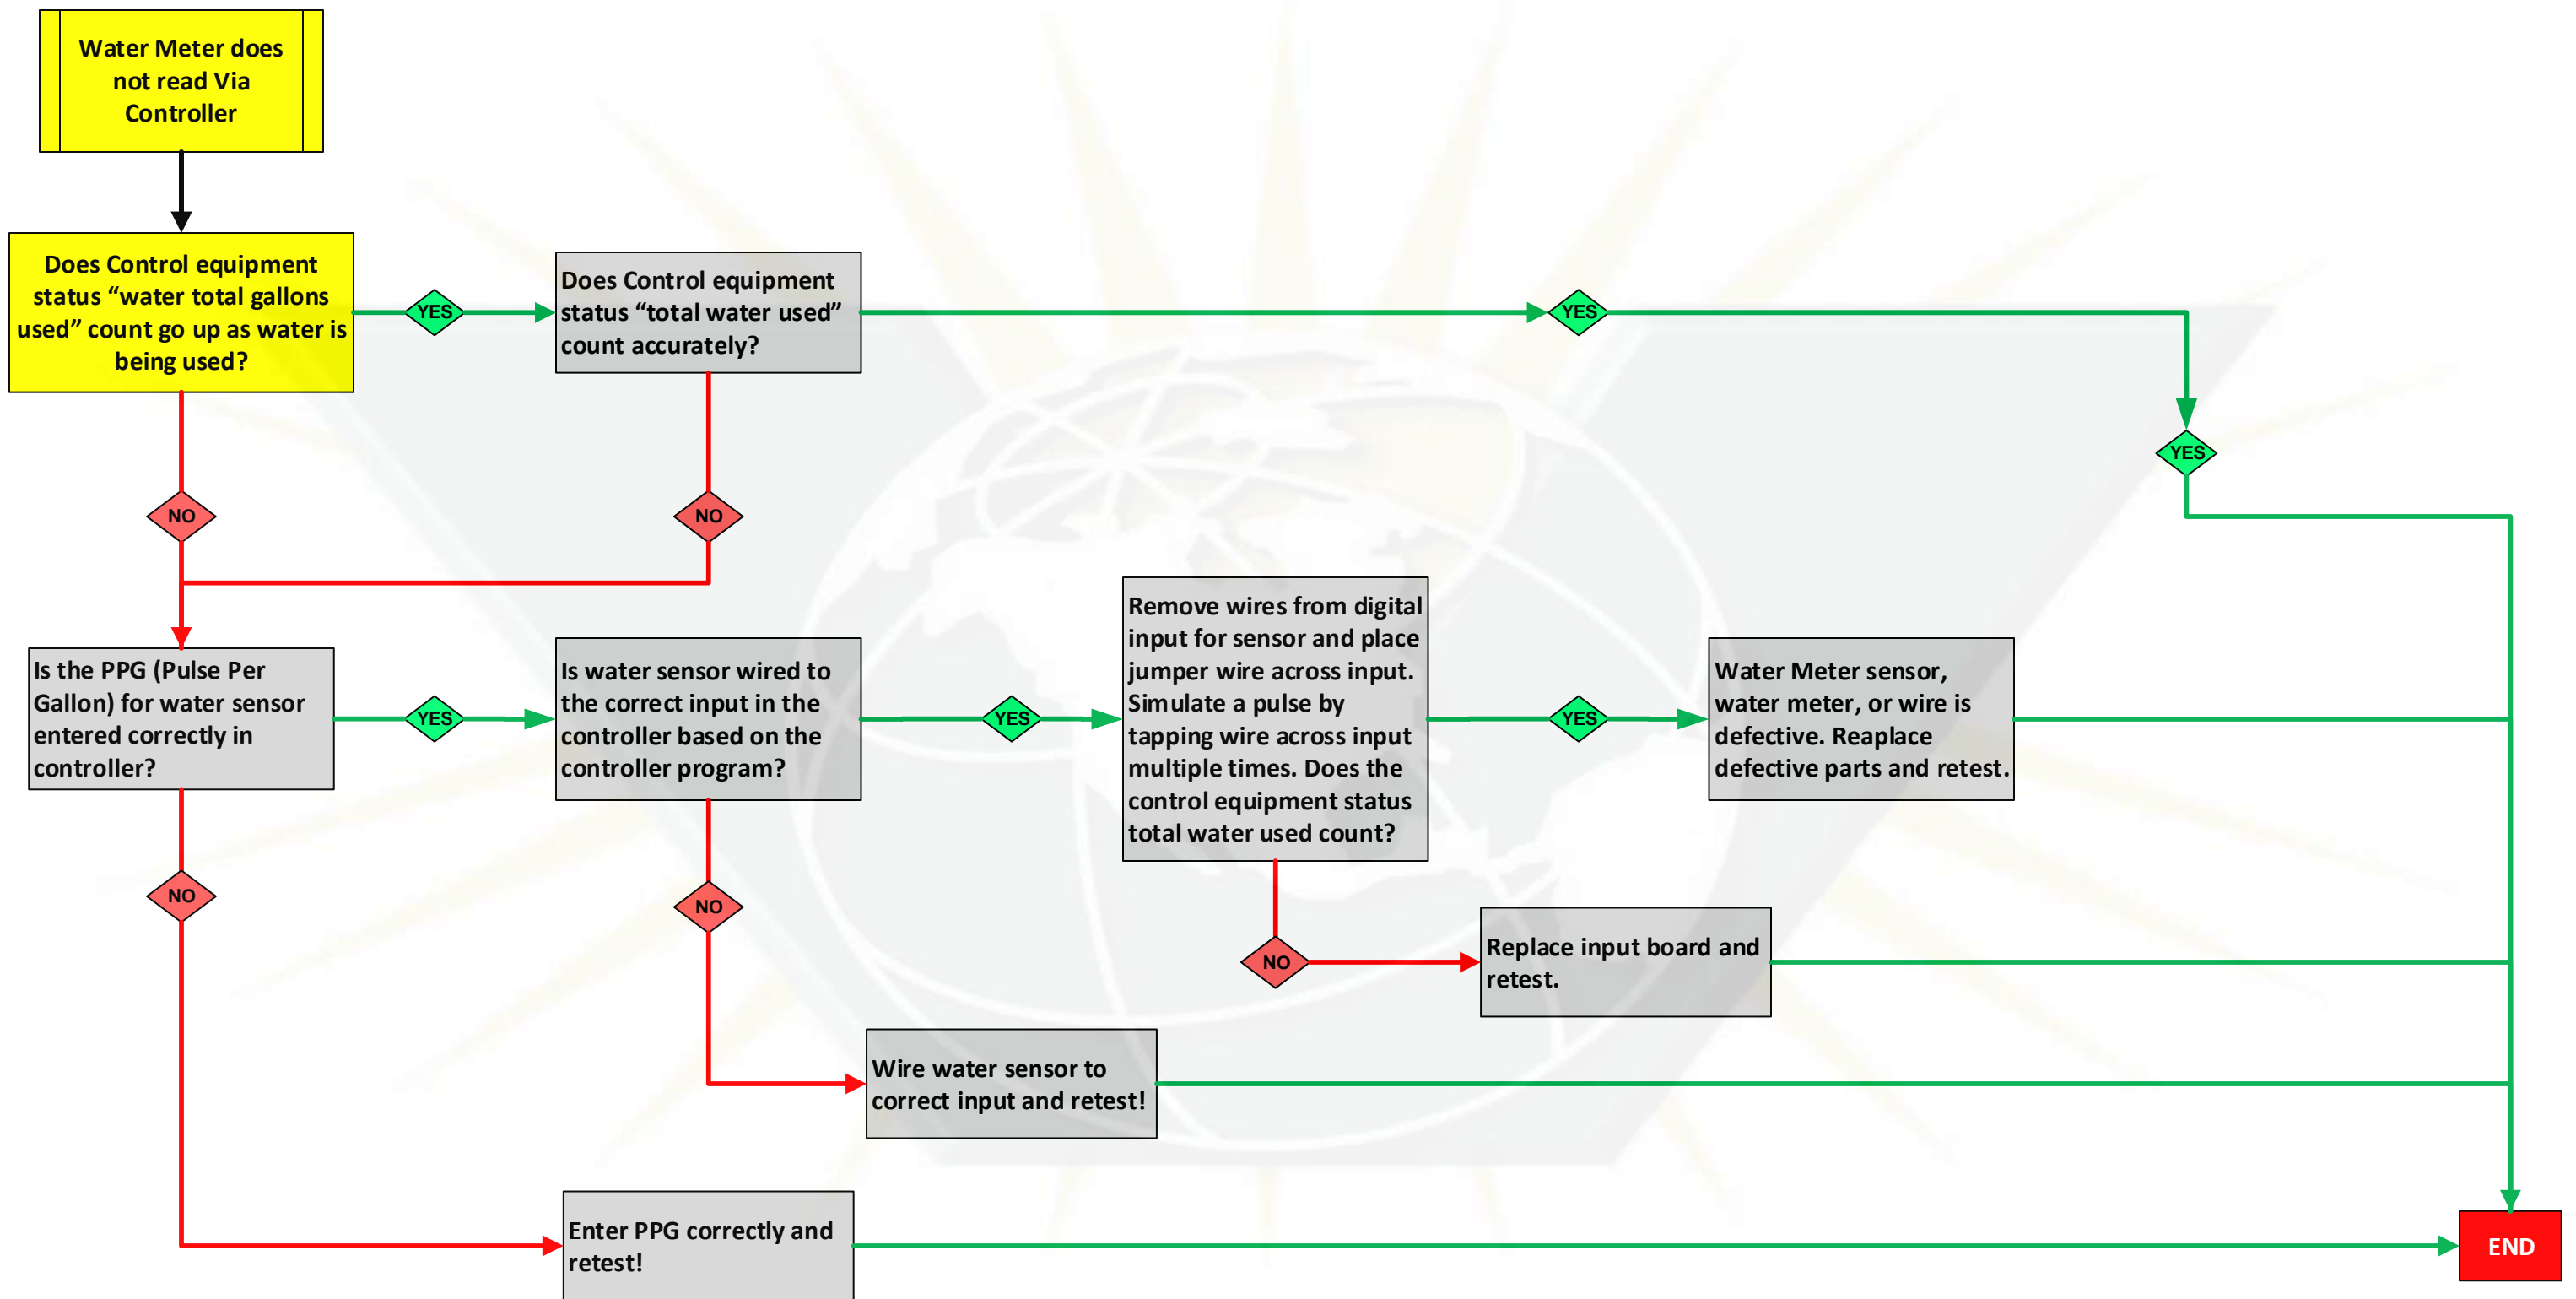 Water Meter does
not read Via
Controller
Does Control equipment
status “water total gallons
used” count go up as water is
being used?
YES
Does Control equipment
status “total water used”
count accurately?
YES
YES
NO
NO
Is the PPG (Pulse Per
Gallon) for water sensor
entered correctly in
controller?
YES
Is water sensor wired to
the correct input in the
controller based on the
controller program?
YES
Remove wires from digital
input for sensor and place
jumper wire across input.
Simulate a pulse by
tapping wire across input
multiple times. Does the
control equipment status
total water used count?
YES
Water Meter sensor,
water meter, or wire is
defective. Reaplace
defective parts and retest.
NO
NO
NO
Replace input board and
retest.
Wire water sensor to
correct input and retest!
Enter PPG correctly and
retest!
END